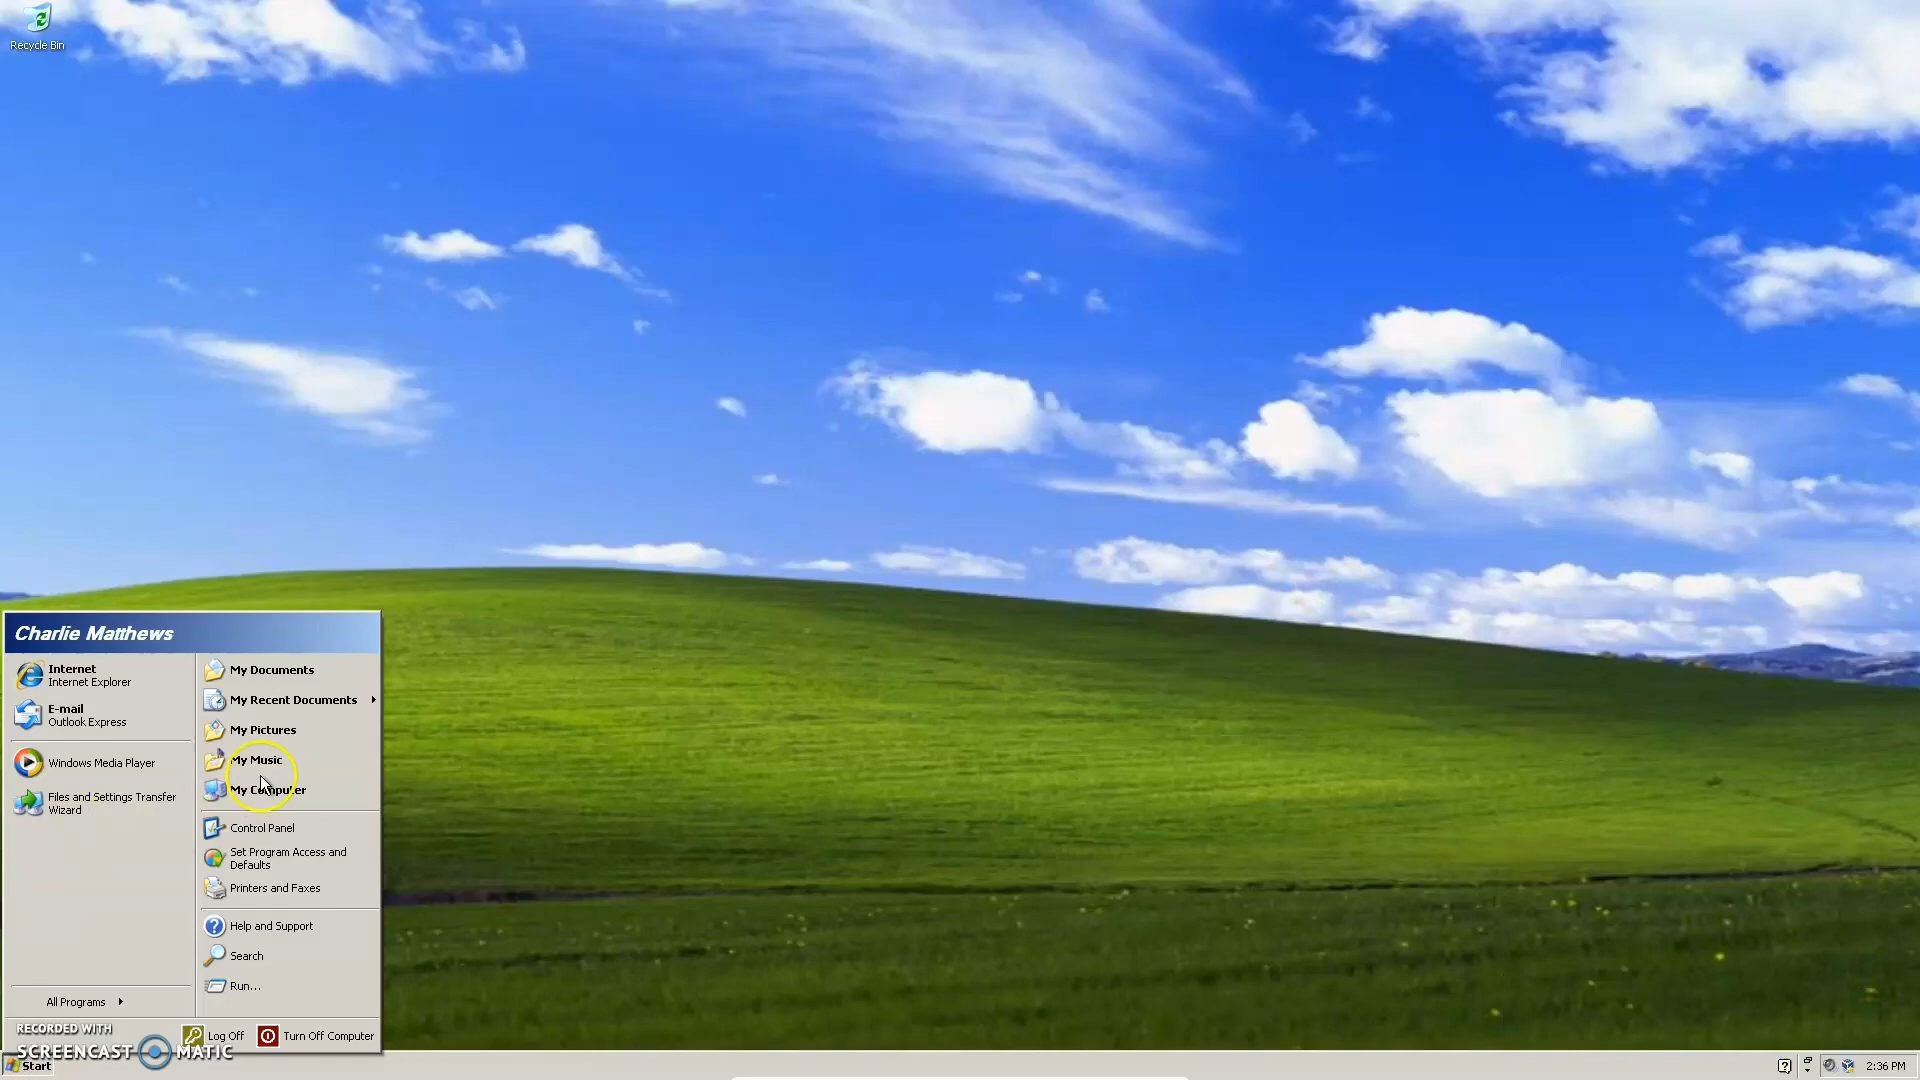 Recycle Bin
Charlie Matthews
Internet
Internet Explorer
E-mail
Outlook Express
Windows Media Player
Files and Settings Transfer
Wizard
All Programs
My Documents
My Recent Documents
My Pictures
My Music
My Computer
Control Panel
Set Program Access and
Defaults
Printers and Faxes
Help and Support
Search
Run...
Log Off
Turn Off Computer
RECORDED WITH
SCREENCAST MATIC
Start
2:36 PM